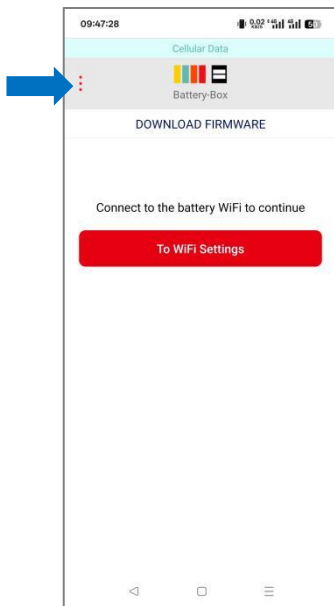 09:47:28
Cellular Data
Battery-Box
DOWNLOAD FIRMWARE
Connect to the battery WiFi to continue
To WiFi Settings